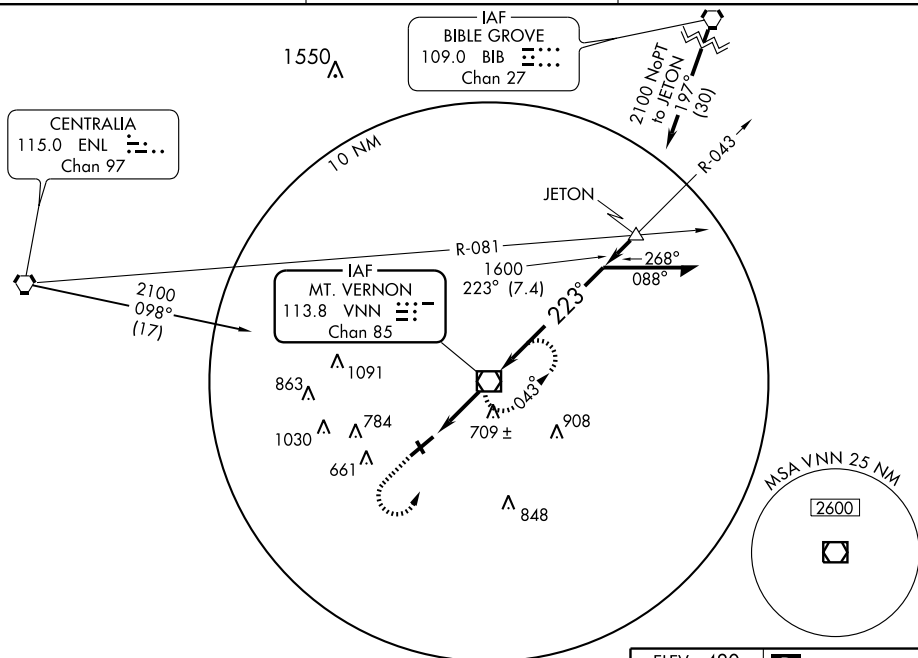 IAF
BIBLE GROVE
109.0 BIB
Chan 27
1550
2100 NoPT
to JETON
197°
(30)
CENTRALIA
115.0 ENL
Chan 97
10 NM
R-043
JETON
R-081
1600
223° (7.4)
268°
088°
2100
098°
(17)
IAF
MT. VERNON
113.8 VNN
Chan 85
223°
043°
1091
863
1030
784
661
709 ±
908
848
MSA VNN 25 NM
2600
ELEV 480